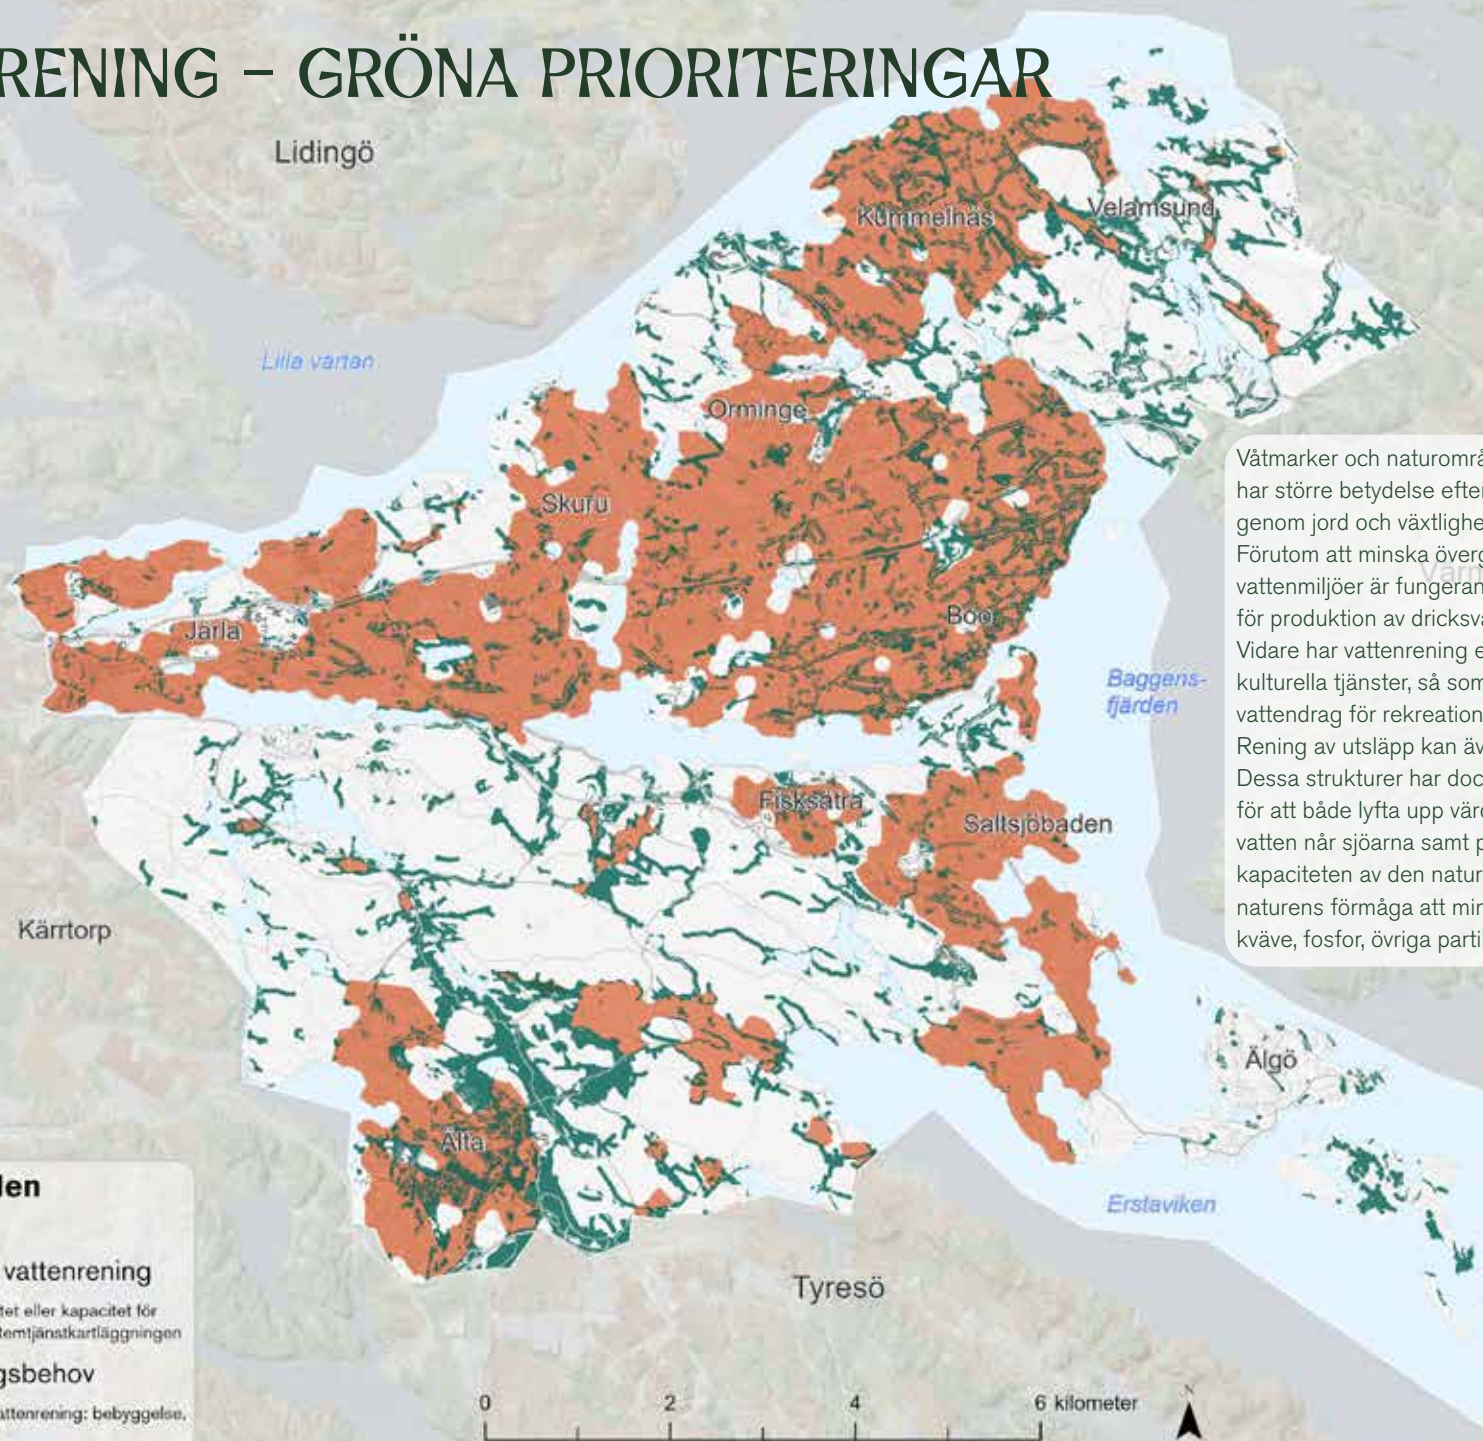 RENING – GRÖNA PRIORITERINGAR
Lidingö
Kummelnäs
Velamsund
Lilla värtan
Orminge
Skuru
Järla
Boo
Baggens-
fjärden
Fisksätra
Saltsjöbaden
Kärrtorp
Älgö
Älta
Erstaviken
Tyresö
Våtmarker och naturområ
har större betydelse efter
genom jord och växtlighe
Förutom att minska överg
vattenmiljöer är fungeran
för produktion av dricksva
Vidare har vattenrening e
kulturella tjänster, så som
vattendrag för rekreation
Rening av utsläpp kan äv
Dessa strukturer har doc
för att både lyfta upp värd
vatten når sjöarna samt p
kapaciteten av den natur
naturens förmåga att min
kväve, fosfor, övriga parti
den
vattenrening
tet eller kapacitet för
temtjänstkartläggningen
gsbehov
attenrening: bebyggelse,
0 2 4 6 kilometer
N